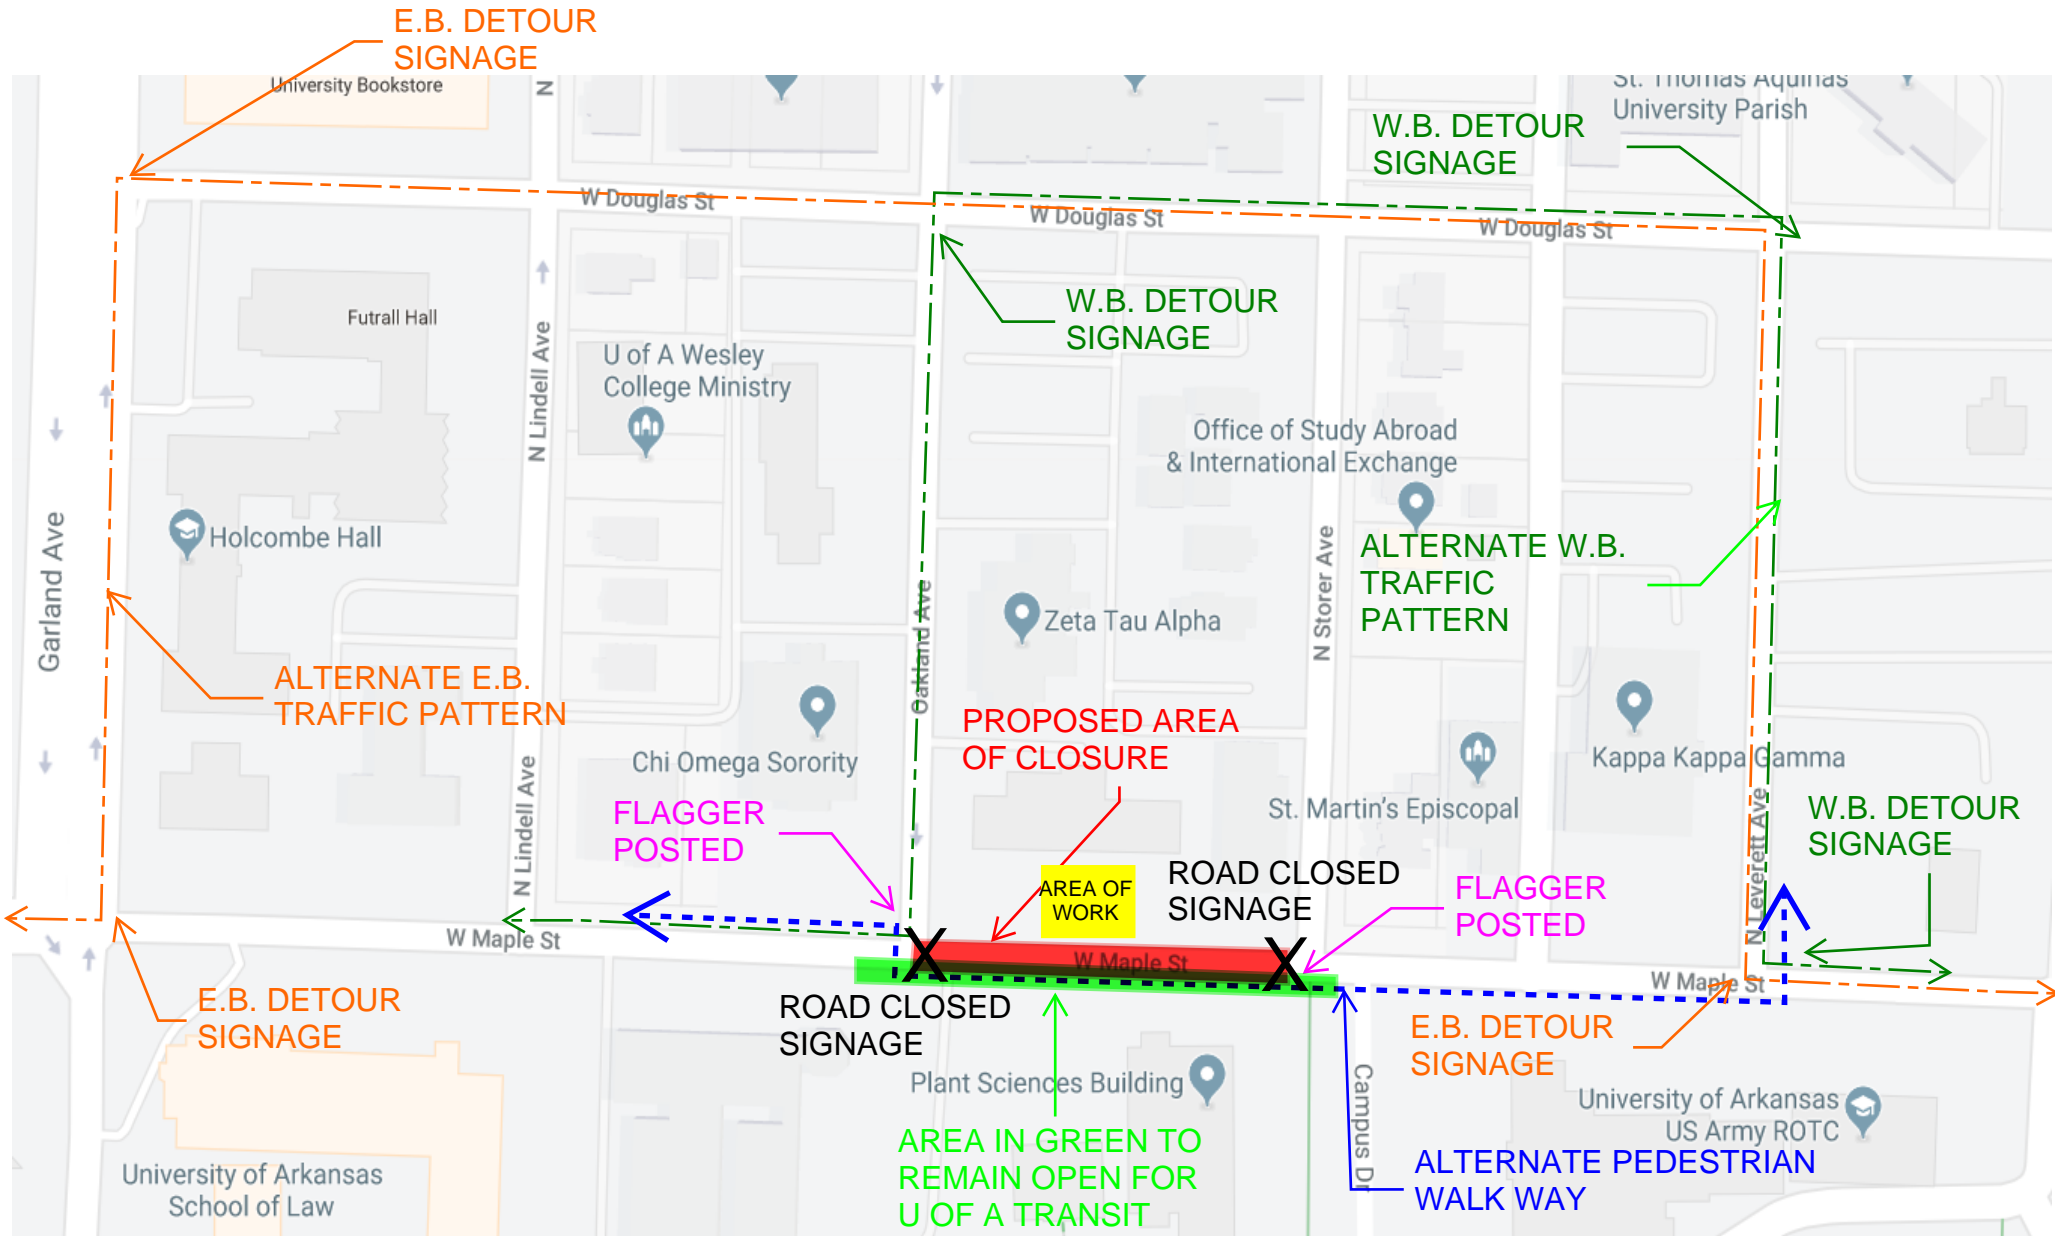 E.B. DETOUR
SIGNAGE
University Bookstore
N
St. Thomas Aquinas
University Parish
W.B. DETOUR
SIGNAGE
W Douglas St
W Douglas St
W Douglas St
W.B. DETOUR
SIGNAGE
Futrall Hall
N Lindell Ave
U of A Wesley
College Ministry
Office of Study Abroad
& International Exchange
Garland Ave
Holcombe Hall
N Storer Ave
ALTERNATE W.B.
TRAFFIC
PATTERN
Oakland Ave
Zeta Tau Alpha
ALTERNATE E.B.
TRAFFIC PATTERN
PROPOSED AREA
OF CLOSURE
Chi Omega Sorority
Kappa Kappa Gamma
N Lindell Ave
FLAGGER
POSTED
St. Martin's Episcopal
N Leverett Ave
W.B. DETOUR
SIGNAGE
AREA OF
WORK
ROAD CLOSED
SIGNAGE
FLAGGER
POSTED
W Maple St
X
W Maple St
X
W Maple St
E.B. DETOUR
SIGNAGE
ROAD CLOSED
SIGNAGE
E.B. DETOUR
SIGNAGE
Plant Sciences Building
Campus Dr
University of Arkansas
US Army ROTC
AREA IN GREEN TO
REMAIN OPEN FOR
U OF A TRANSIT
ALTERNATE PEDESTRIAN
WALK WAY
University of Arkansas
School of Law